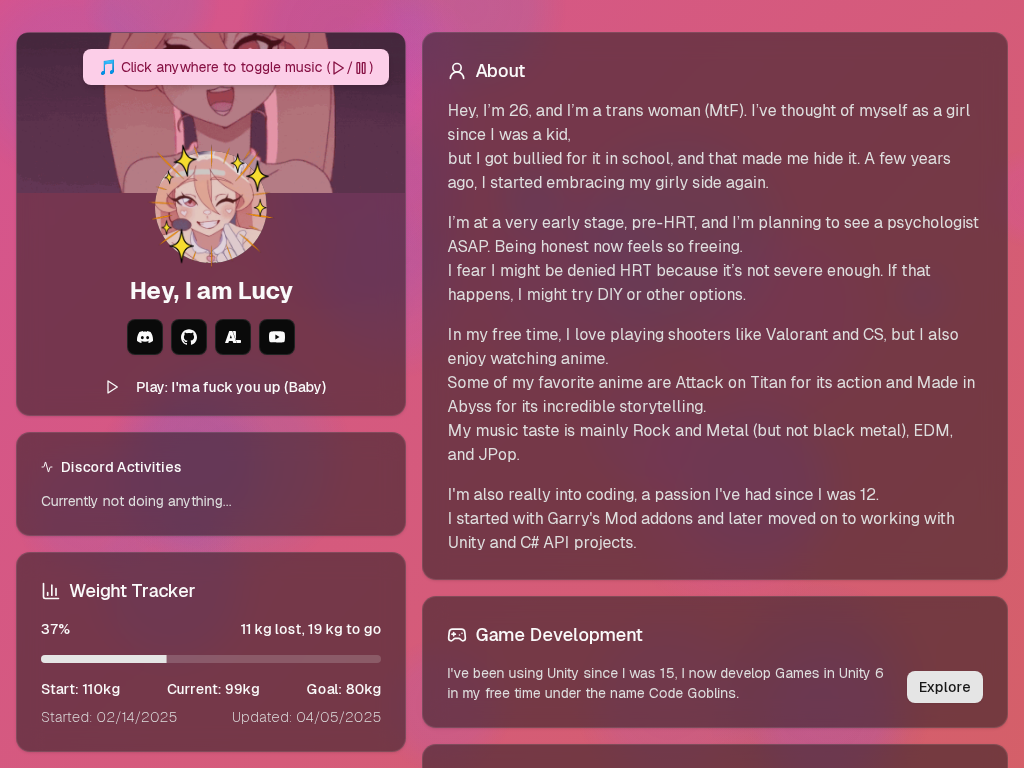 🎵 Click anywhere to toggle music (▷/⏸)
Hey, I am Lucy
AL
Play: I'ma fuck you up (Baby)
Discord Activities
Currently not doing anything...
Weight Tracker
37%
11 kg lost, 19 kg to go
Start: 110kg
Current: 99kg
Goal: 80kg
Started: 02/14/2025
Updated: 04/05/2025
About
Hey, I’m 26, and I’m a trans woman (MtF). I’ve thought of myself as a girl
since I was a kid,
but I got bullied for it in school, and that made me hide it. A few years
ago, I started embracing my girly side again.
I’m at a very early stage, pre-HRT, and I’m planning to see a psychologist
ASAP. Being honest now feels so freeing.
I fear I might be denied HRT because it’s not severe enough. If that
happens, I might try DIY or other options.
In my free time, I love playing shooters like Valorant and CS, but I also
enjoy watching anime.
Some of my favorite anime are Attack on Titan for its action and Made in
Abyss for its incredible storytelling.
My music taste is mainly Rock and Metal (but not black metal), EDM,
and JPop.
I'm also really into coding, a passion I've had since I was 12.
I started with Garry's Mod addons and later moved on to working with
Unity and C# API projects.
Game Development
I've been using Unity since I was 15, I now develop Games in Unity 6
in my free time under the name Code Goblins.
Explore